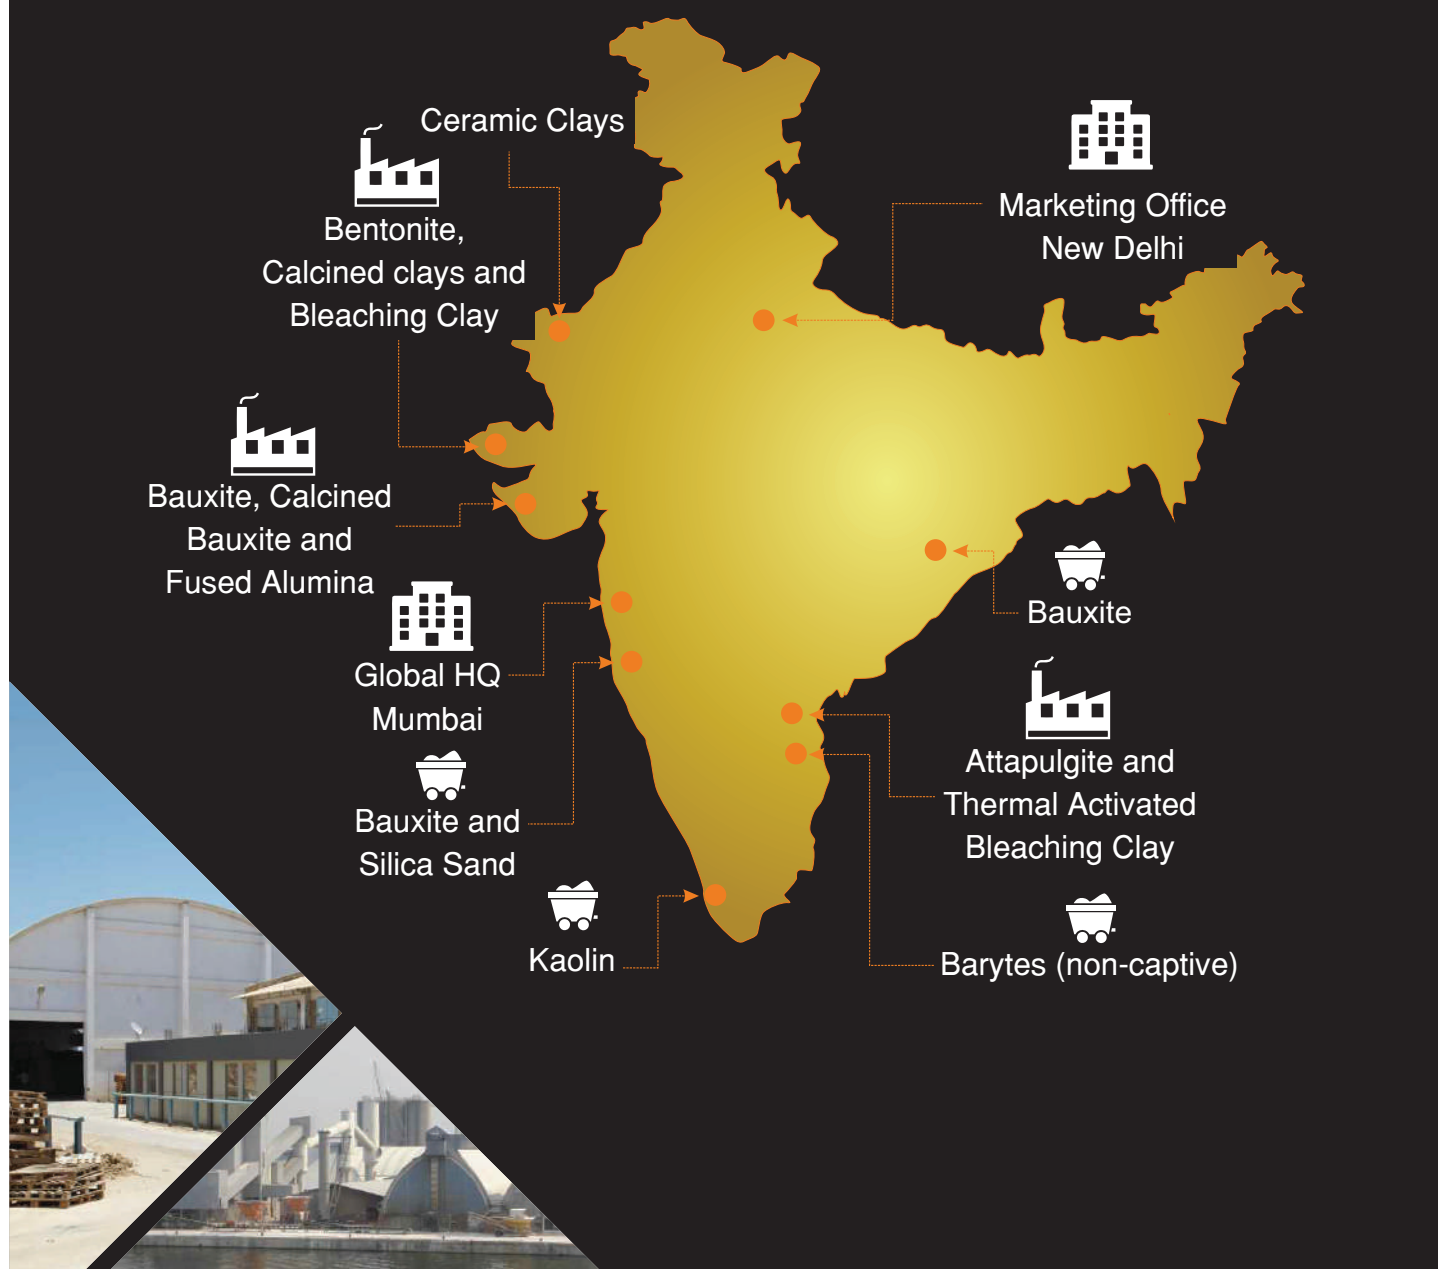 Ceramic Clays
Bentonite,
Calcined clays and
Bleaching Clay
Marketing Office
New Delhi
Bauxite, Calcined
Bauxite and
Fused Alumina
Global HQ
Mumbai
Bauxite and
Silica Sand
Kaolin
Bauxite
Attapulgite and
Thermal Activated
Bleaching Clay
Barytes (non-captive)